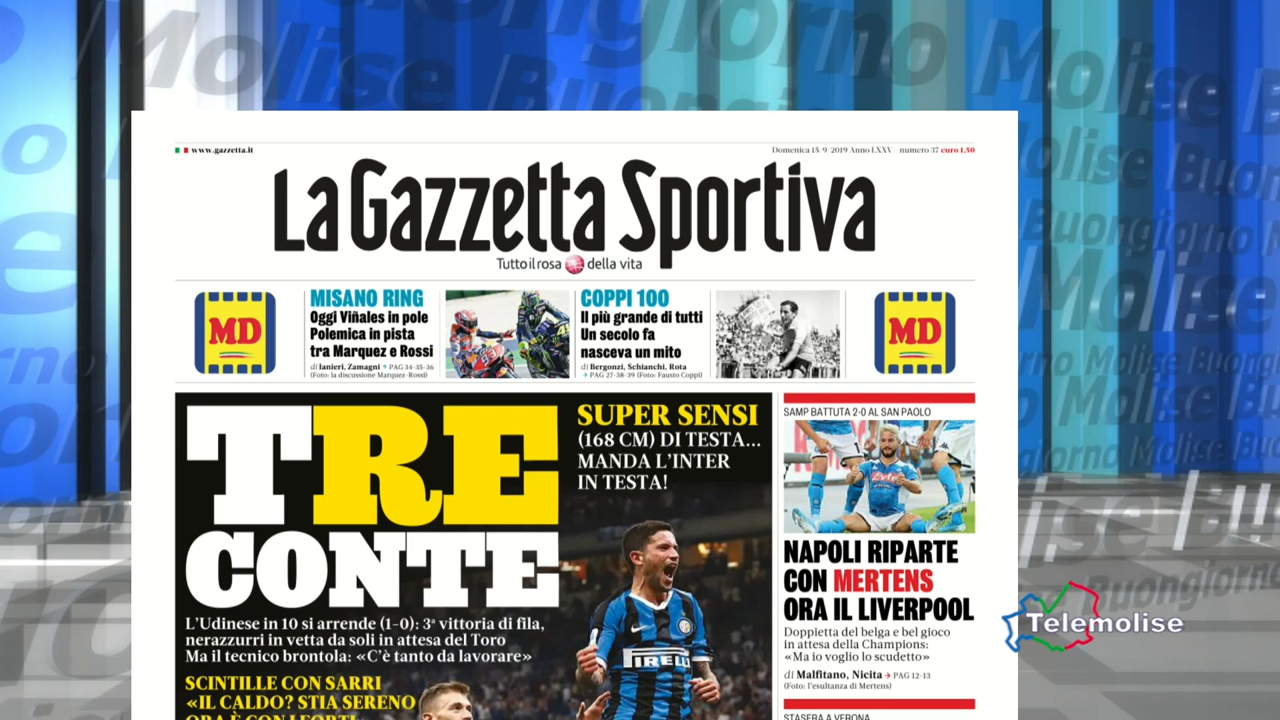 www.gazzetta.it
Domenica 15/9/2019 Anno LXXV - numero 37 euro 1,50
La Gazzetta Sportiva
Tutto il rosa della vita
MD
MISANO RING
Oggi Viñales in pole
Polemica in pista
tra Marquez e Rossi
di Ianieri, Zamagni → PAG 34-35-36
(Foto: la discussione Marquez-Rossi)
COPPI 100
Il più grande di tutti
Un secolo fa
nasceva un mito
di Bergonzi, Schianchi, Rota
→ PAG 27-38-39 (Foto: Fausto Coppi)
MD
TRE
CONTE
SUPER SENSI
(168 CM) DI TESTA...
MANDA L'INTER
IN TESTA!
L'Udinese in 10 si arrende (1-0): 3ª vittoria di fila,
nerazzurri in vetta da soli in attesa del Toro
Ma il tecnico brontola: «C'è tanto da lavorare»
SCINTILLE CON SARRI
«IL CALDO? STIA SERENO
ORA È CON I FORTI»
PIRELLI
SAMP BATTUTA 2-0 AL SAN PAOLO
NAPOLI RIPARTE
CON MERTENS
ORA IL LIVERPOOL
Doppietta del belga e bel gioco
in attesa della Champions:
«Ma io voglio lo scudetto»
di Malfitano, Nicita → PAG 12-13
(Foto: l'esultanza di Mertens)
STASERA A VERONA
Telemolise
Buongiorno Molise